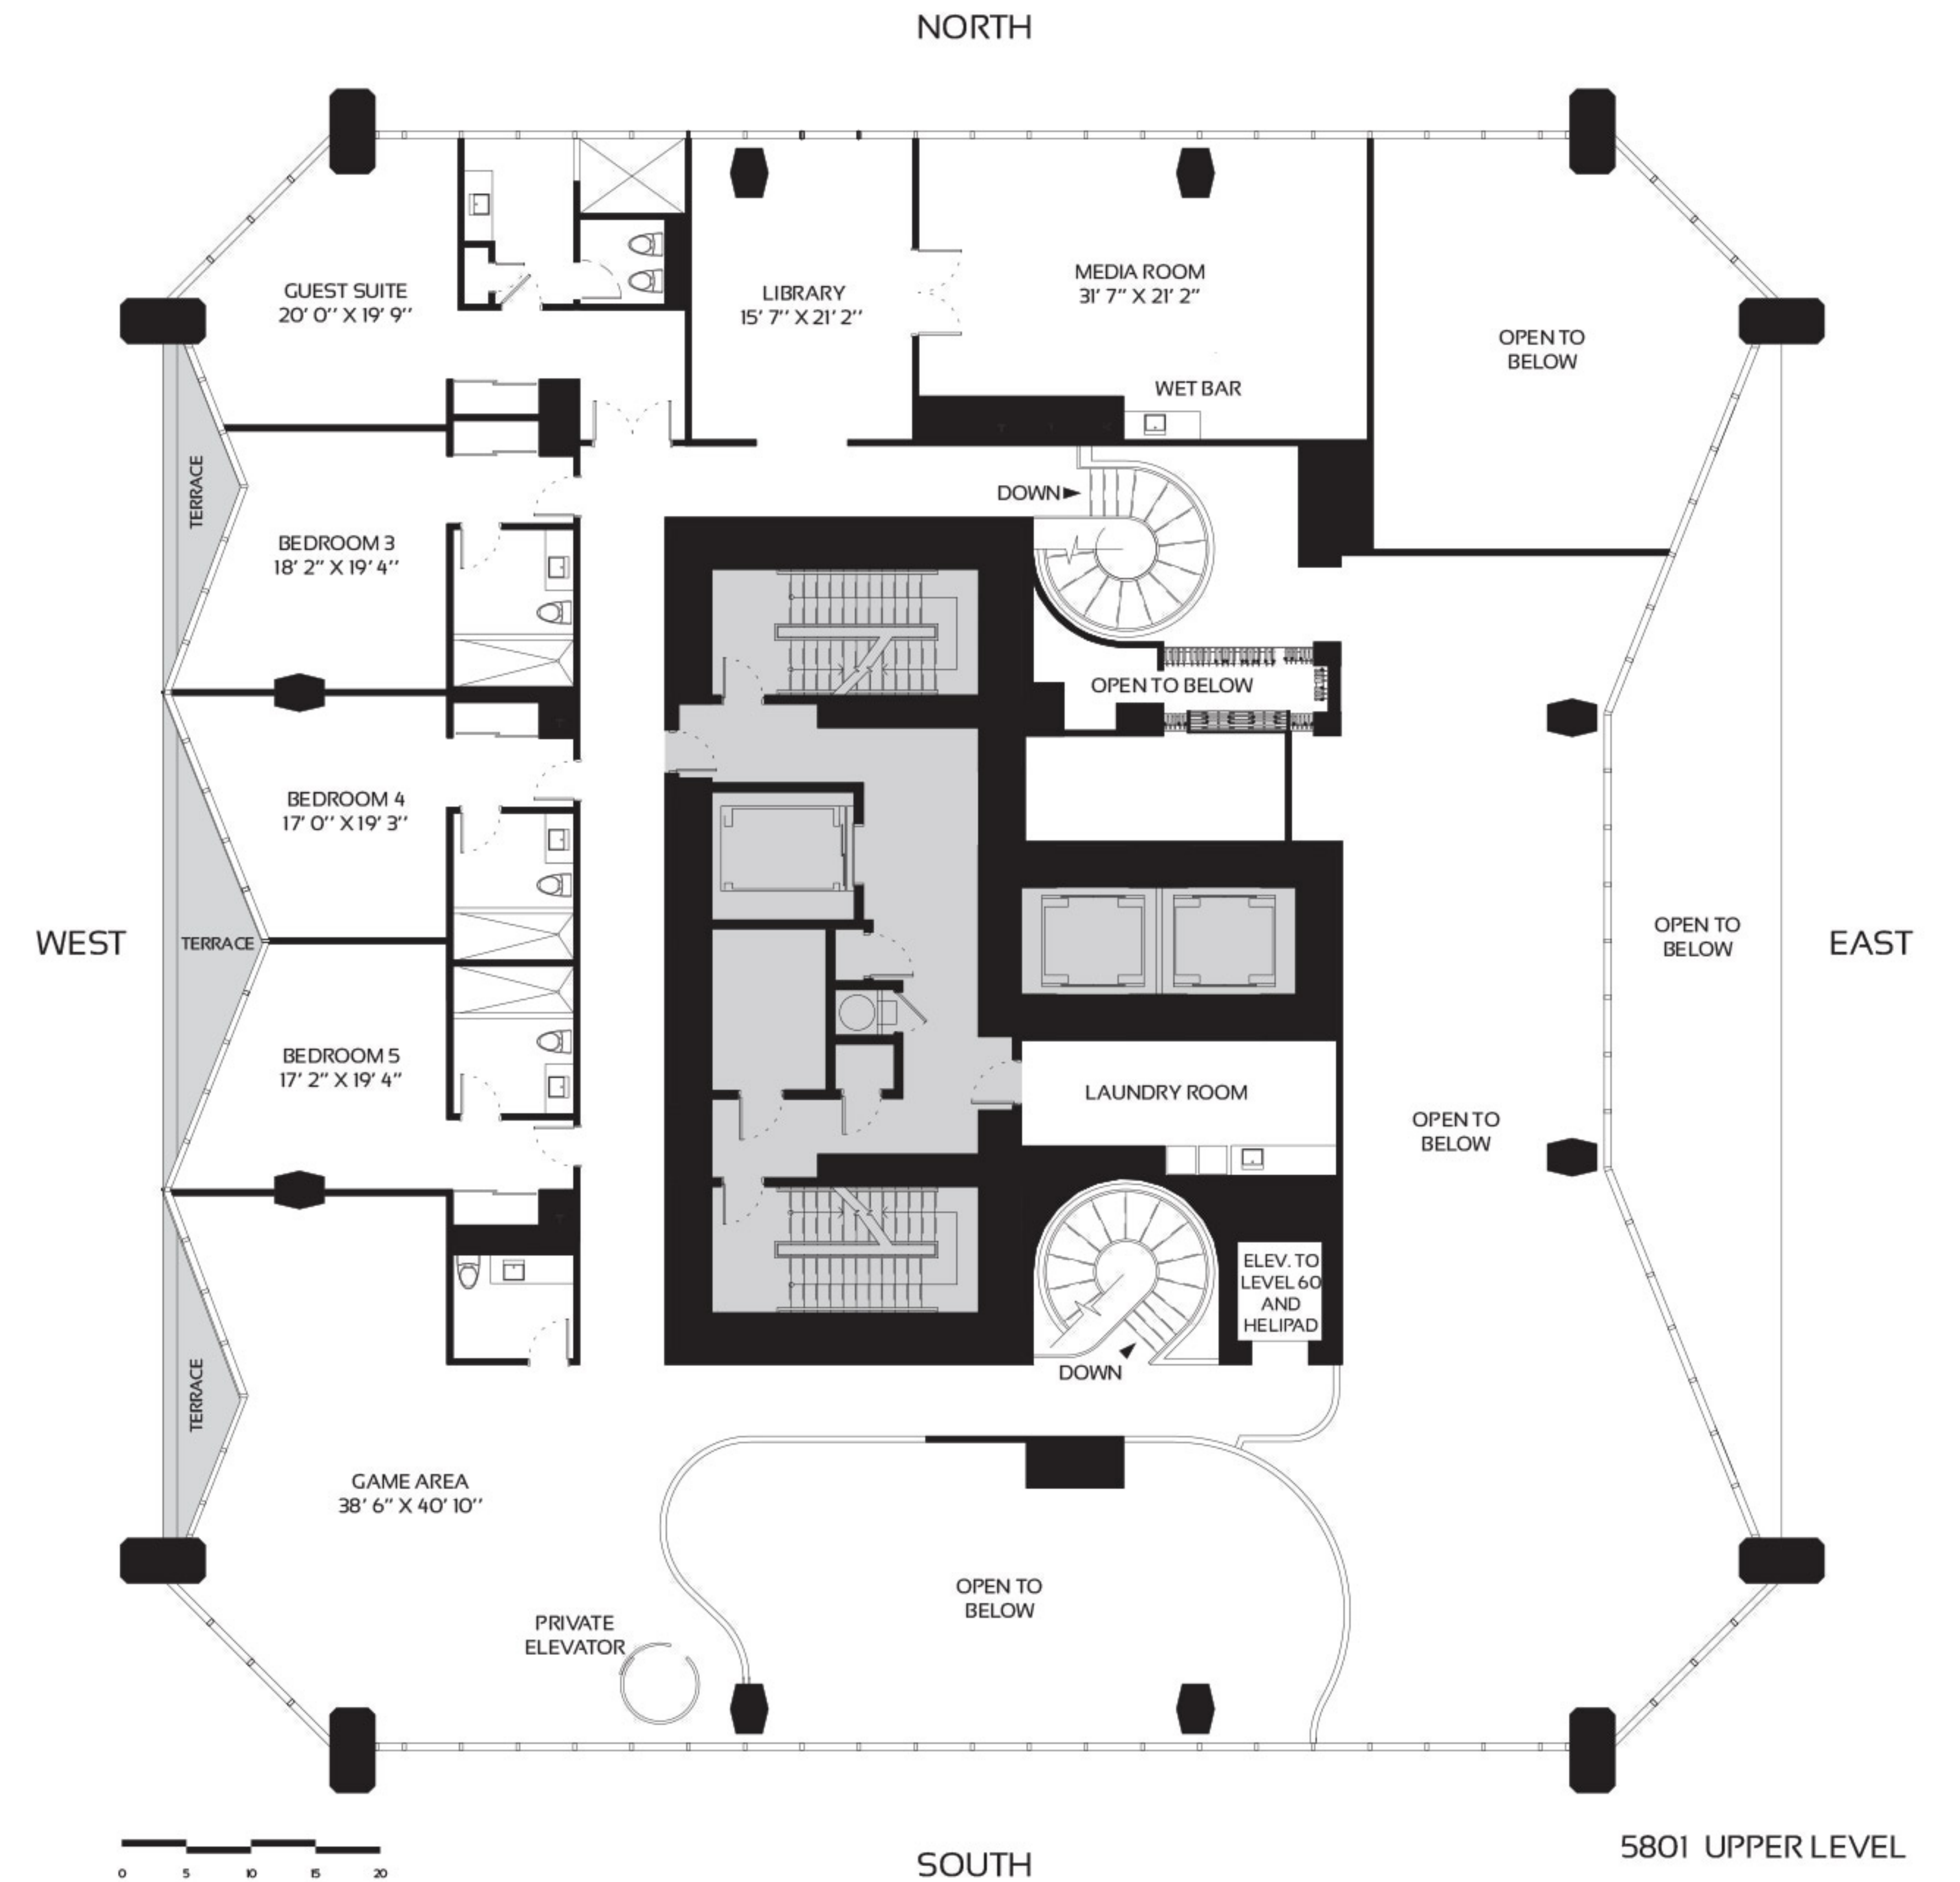 NORTH
GUEST SUITE
20' 0'' X 19' 9''
LIBRARY
15' 7'' X 21' 2''
MEDIA ROOM
31' 7" X 21' 2"
WET BAR
OPEN TO
BELOW
TERRACE
DOWN
BEDROOM 3
18' 2" X 19' 4''
OPEN TO BELOW
BEDROOM 4
17' 0'' X 19' 3''
WEST
TERRACE
OPEN TO
BELOW
EAST
BEDROOM 5
17' 2'' X 19' 4''
LAUNDRY ROOM
OPEN TO
BELOW
ELEV. TO
LEVEL 60
AND
HELIPAD
DOWN
TERRACE
GAME AREA
38' 6" X 40' 10''
OPEN TO
BELOW
PRIVATE
ELEVATOR
5801 UPPER LEVEL
SOUTH
0 5 10 15 20